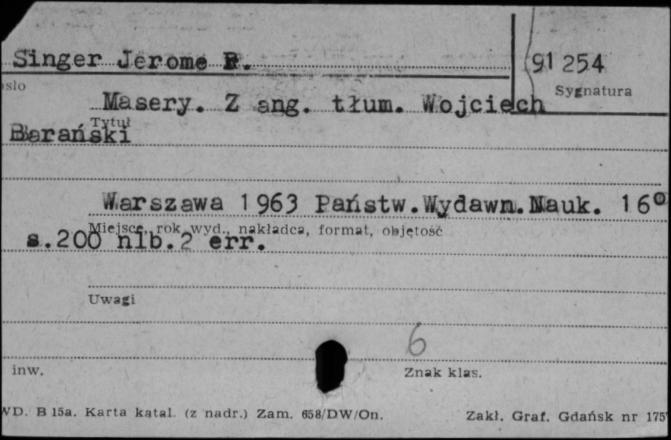 Singer Jerome R.
91 254
Sygnatura
Masery. Z ang. tłum. Wojciech
Tytuł
Barański
Warszawa 1963 Państw.Wydawn.Nauk. 16°
Miejsce, rok wyd., nakładca, format, objętość
s.200 nlb.2 err.
Uwagi
6
inw.
Znak klas.
WD. B 15a. Karta katal. (z nadr.) Zam. 658/DW/On.
Zakł. Graf. Gdańsk nr 175